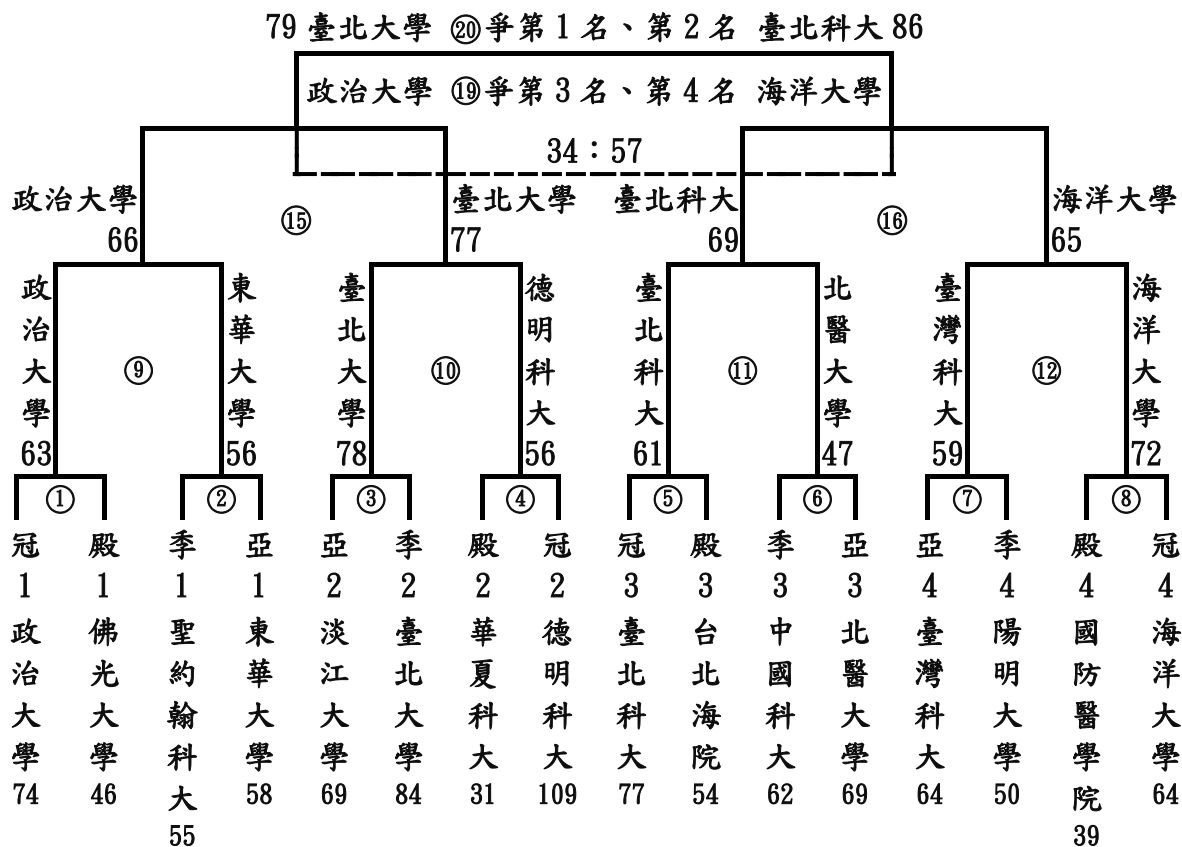 79 臺北大學 ⑳爭第1名、第2名 臺北科大 86
政治大學 ⑲爭第3名、第4名 海洋大學
34：57
政治大學 66
⑮
臺北大學 77
臺北科大 69
⑯
海洋大學 65
政治大學 63
⑨
東華大學 56
臺北大學 78
⑩
德明科大 56
臺北科大 61
⑪
北醫大學 47
臺灣科大 59
⑫
海洋大學 72
① ② ③ ④ ⑤ ⑥ ⑦ ⑧
冠1 政治大學 74
殿1 佛光大學 46
季1 聖約翰科大 55
亞1 東華大學 58
亞2 淡江大學 69
季2 臺北大學 84
殿2 華夏科大 31
冠2 德明科大 109
冠3 臺北科大 77
殿3 台北海院 54
季3 中國科大 62
亞3 北醫大學 69
亞4 臺灣科大 64
季4 陽明大學 50
殿4 國防醫學院 39
冠4 海洋大學 64